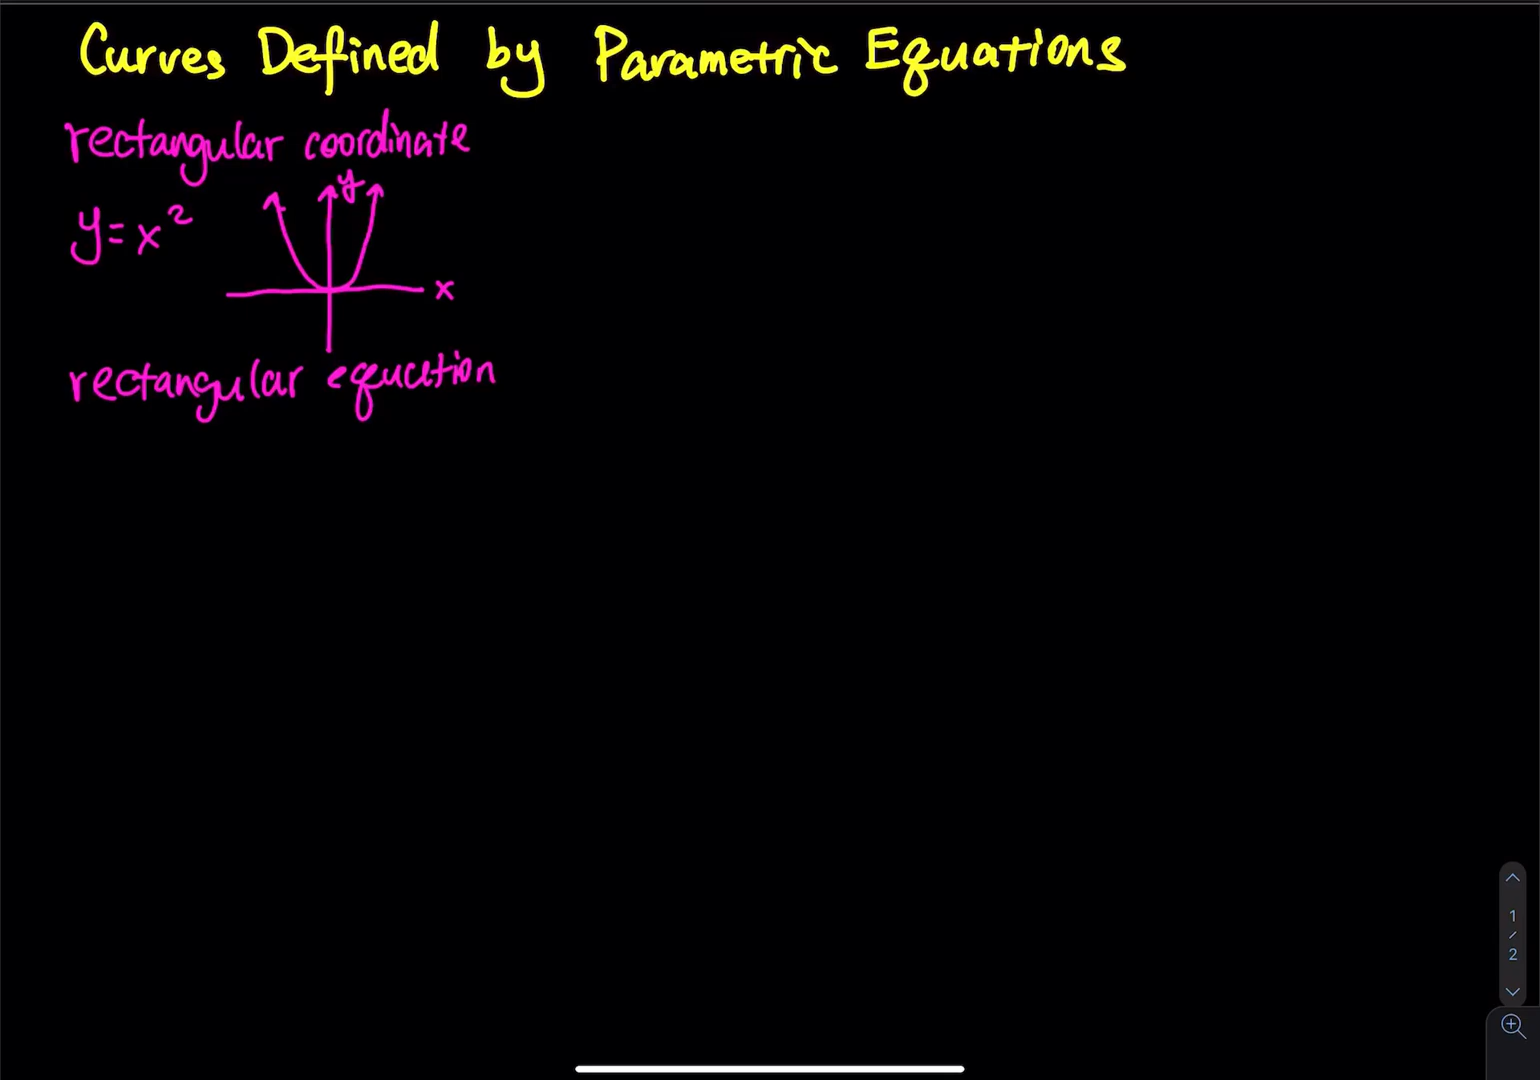 Curves Defined by Parametric Equations
rectangular coordinate
y
y=x²
x
rectangular equation
1
/
2